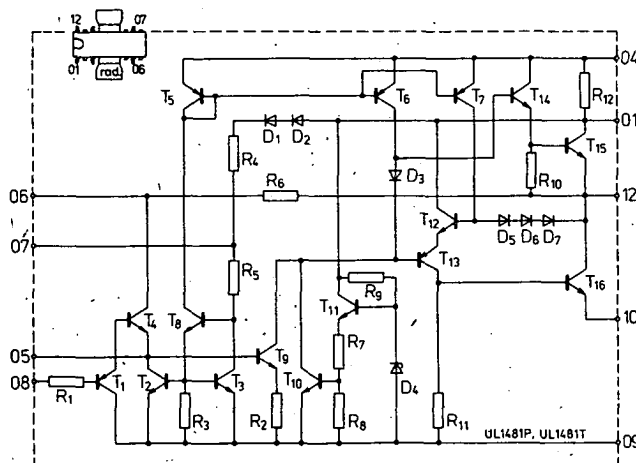 12 07
rad.
01 06
04
T5 T6 T7 T14 R12
01
D1 D2
T15
R4 D3 R10
06 R6 12
T12 D5 D6 D7
07
T13
R5 R9 T16
T4 T8 T11 10
T9 R7
05
08 D4
R1 T1 T2 T3 T10
R3 R2 R8 R11
UL1481P, UL1481T
09